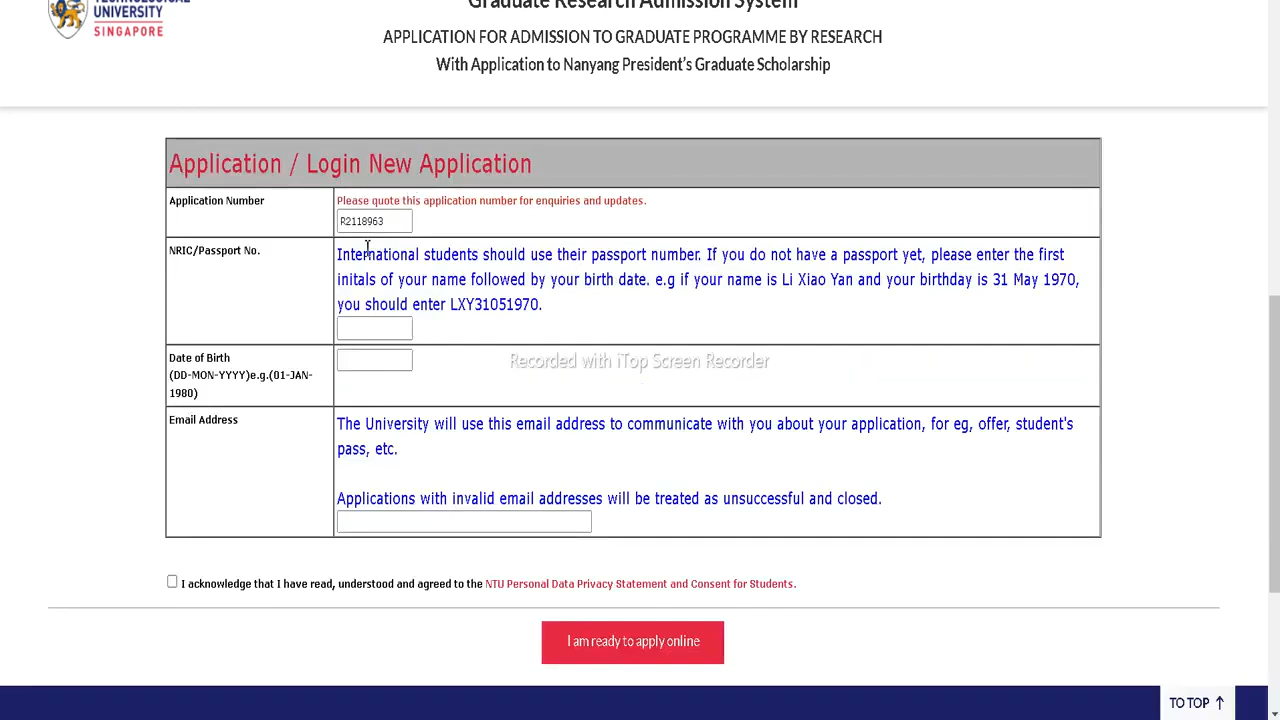 TECHNOLOGICAL
UNIVERSITY
SINGAPORE
Graduate Research Admission System
APPLICATION FOR ADMISSION TO GRADUATE PROGRAMME BY RESEARCH
With Application to Nanyang President's Graduate Scholarship
Application / Login New Application
Application Number
Please quote this application number for enquiries and updates.
R2118963
NRIC/Passport No.
International students should use their passport number. If you do not have a passport yet, please enter the first
initals of your name followed by your birth date. e.g if your name is Li Xiao Yan and your birthday is 31 May 1970,
you should enter LXY31051970.
Date of Birth
(DD-MON-YYYY)e.g.(01-JAN-
1980)
Recorded with iTop Screen Recorder
Email Address
The University will use this email address to communicate with you about your application, for eg, offer, student's
pass, etc.
Applications with invalid email addresses will be treated as unsuccessful and closed.
I acknowledge that I have read, understood and agreed to the NTU Personal Data Privacy Statement and Consent for Students.
I am ready to apply online
TO TOP ↑